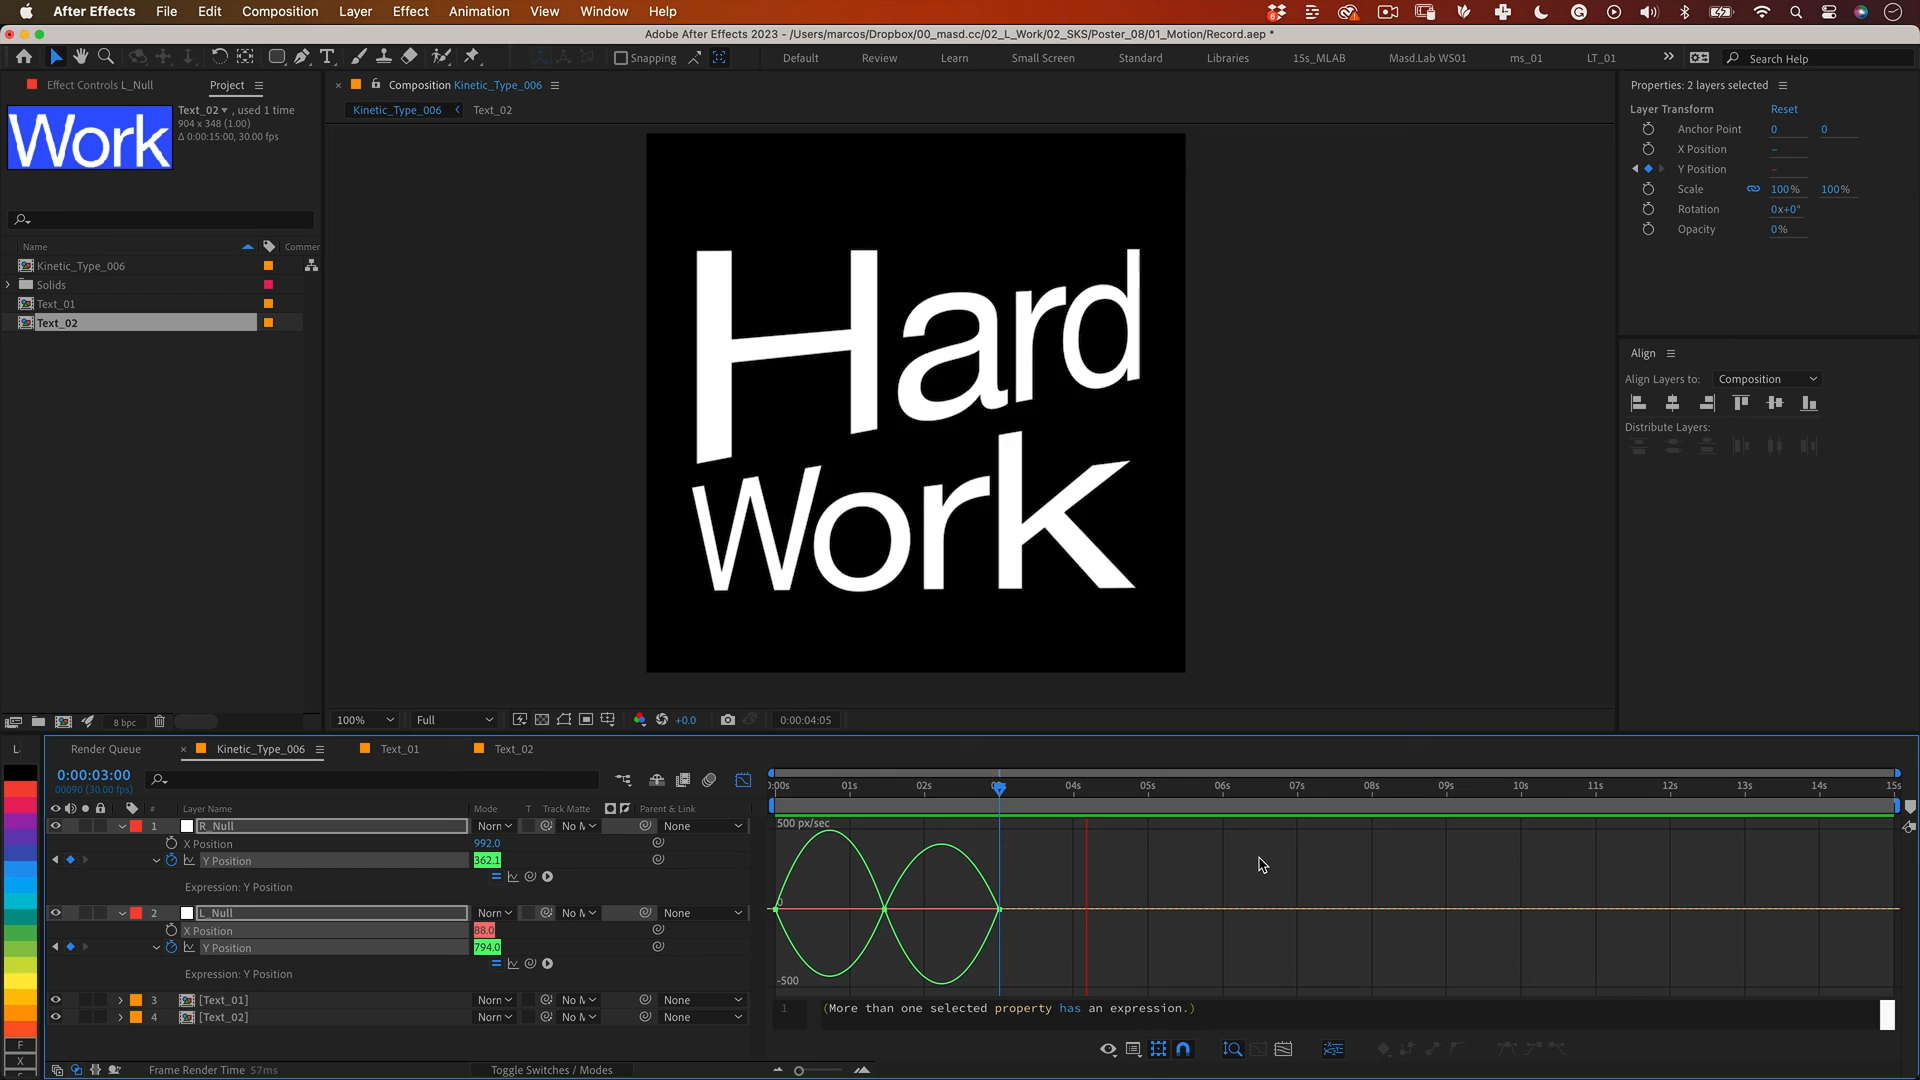 After Effects File Edit Composition Layer Effect Animation View Window Help
Adobe After Effects 2023 - /Users/marcos/Dropbox/00_masd.cc/02_L_Work/02_SKS/Poster_08/01_Motion/Record.aep *
Snapping
Default Review Learn Small Screen Standard Libraries 15s_MLAB Masd.Lab WS01 ms_01 LT_01 Search Help
Effect Controls L_Null Project
Composition Kinetic_Type_006
Kinetic_Type_006 Text_02
Work
Text_02 , used 1 time
904 x 348 (1.00)
Δ 0:00:15:00, 30.00 fps
Name Commer
Kinetic_Type_006
Solids
Text_01
Text_02
8 bpc
Hard
Work
100% Full +0.0 0:00:04:05
Properties: 2 layers selected
Layer Transform Reset
Anchor Point 0 0
X Position -
Y Position -
Scale 100% 100%
Rotation 0x+0°
Opacity 0%
Align
Align Layers to: Composition
Distribute Layers:
Render Queue Kinetic_Type_006 Text_01 Text_02
0:00:03:00
00090 (30.00 fps)
# Layer Name Mode T Track Matte Parent & Link
1 R_Null Norn No M None
X Position 992.0
Y Position 362.1
Expression: Y Position
2 L_Null Norn No M None
X Position 88.0
Y Position 794.0
Expression: Y Position
3 [Text_01] Norn No M None
4 [Text_02] Norn No M None
Frame Render Time 57ms
Toggle Switches / Modes
):00s 01s 02s 04s 05s 06s 07s 08s 09s 10s 11s 12s 13s 14s 15s
500 px/sec
0
-500
1 (More than one selected property has an expression.)
L
F
X